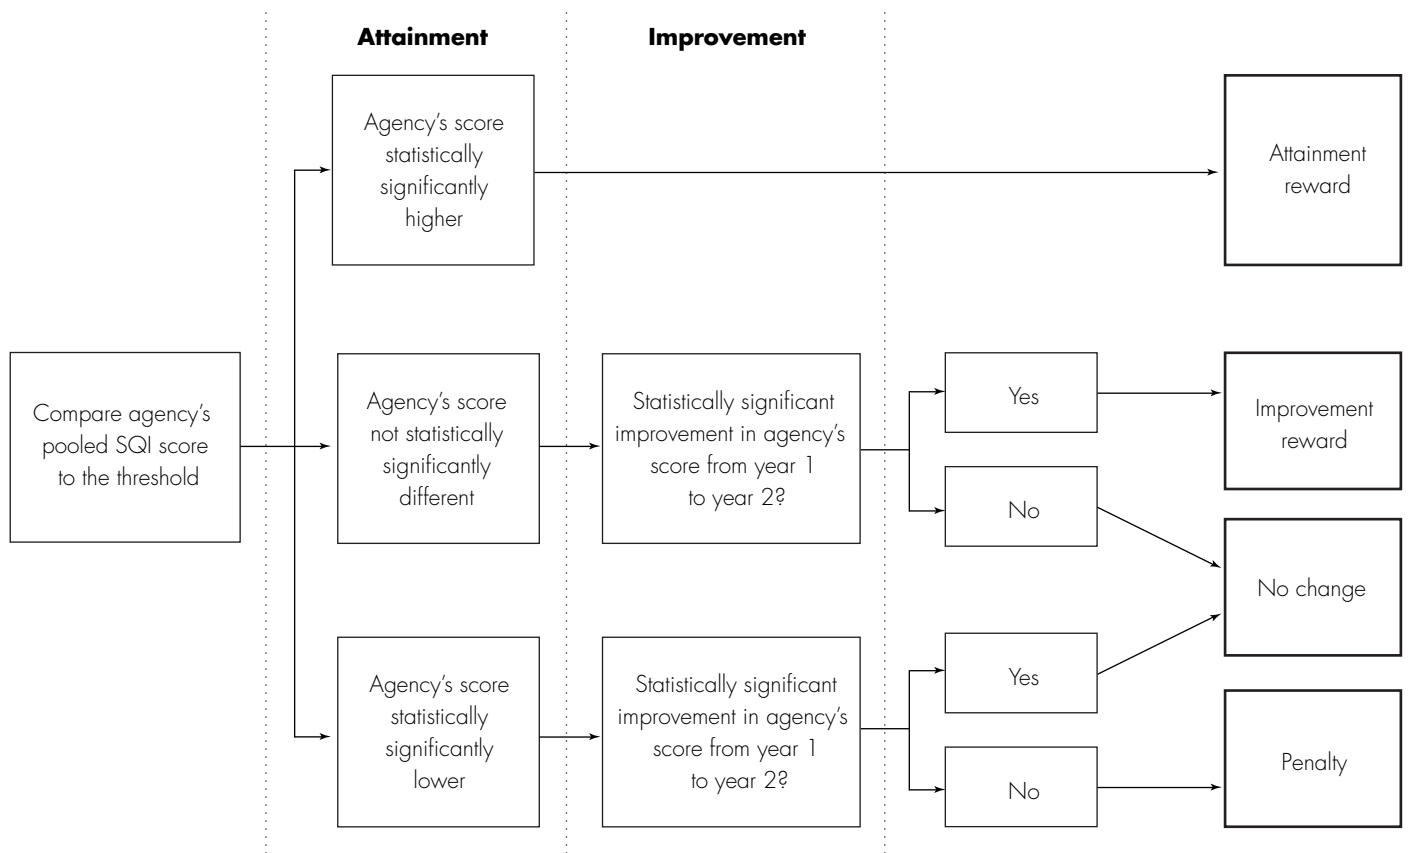 Attainment
Improvement
Agency's score
statistically
significantly
higher
Attainment
reward
Compare agency's
pooled SQI score
to the threshold
Agency's score
not statistically
significantly
different
Statistically significant
improvement in agency's
score from year 1
to year 2?
Yes
No
Improvement
reward
No change
Agency's score
statistically
significantly
lower
Statistically significant
improvement in agency's
score from year 1
to year 2?
Yes
No
Penalty